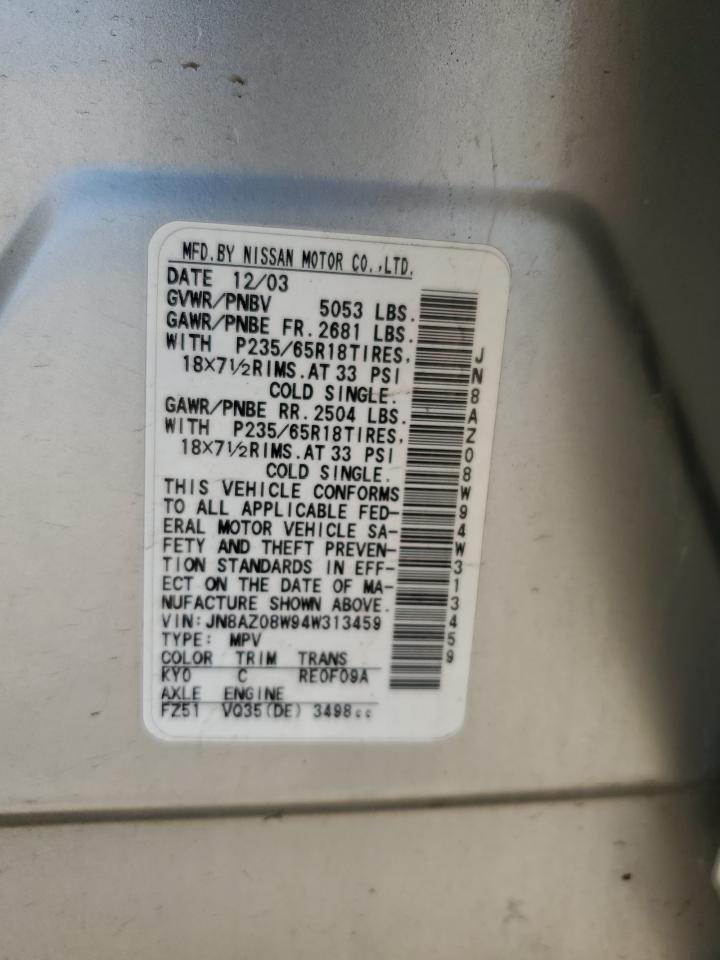 MFD.BY NISSAN MOTOR CO.,LTD.
DATE 12/03
GVWR/PNBV 5053 LBS.
GAWR/PNBE FR. 2681 LBS.
WITH P235/65R18TIRES,
18×7½RIMS.AT 33 PSI
COLD SINGLE.
GAWR/PNBE RR. 2504 LBS.
WITH P235/65R18TIRES,
18×7½RIMS.AT 33 PSI
COLD SINGLE.
THIS VEHICLE CONFORMS
TO ALL APPLICABLE FED-
ERAL MOTOR VEHICLE SA-
FETY AND THEFT PREVEN-
TION STANDARDS IN EFF-
ECT ON THE DATE OF MA-
NUFACTURE SHOWN ABOVE.
VIN:JN8AZ08W94W313459
TYPE: MPV
COLOR TRIM TRANS
KY0 C RE0F09A
AXLE ENGINE
FZ51 VQ35(DE) 3498cc
JN8AZ08W94W313459